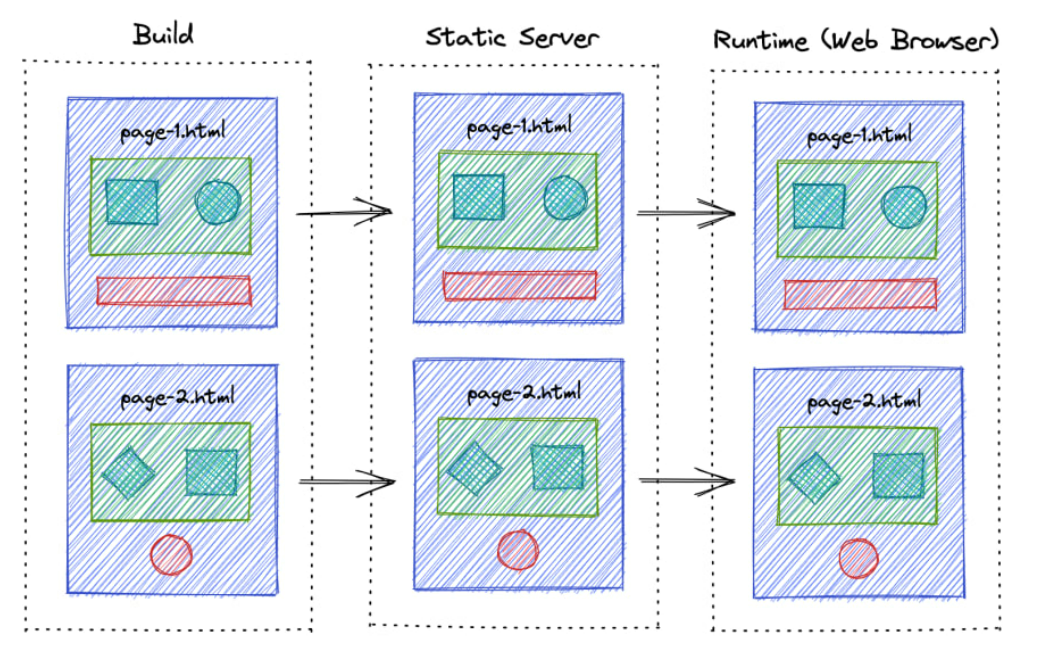 Build
Static Server
Runtime (Web Browser)
page-1.html
page-1.html
page-1.html
page-2.html
page-2.html
page-2.html